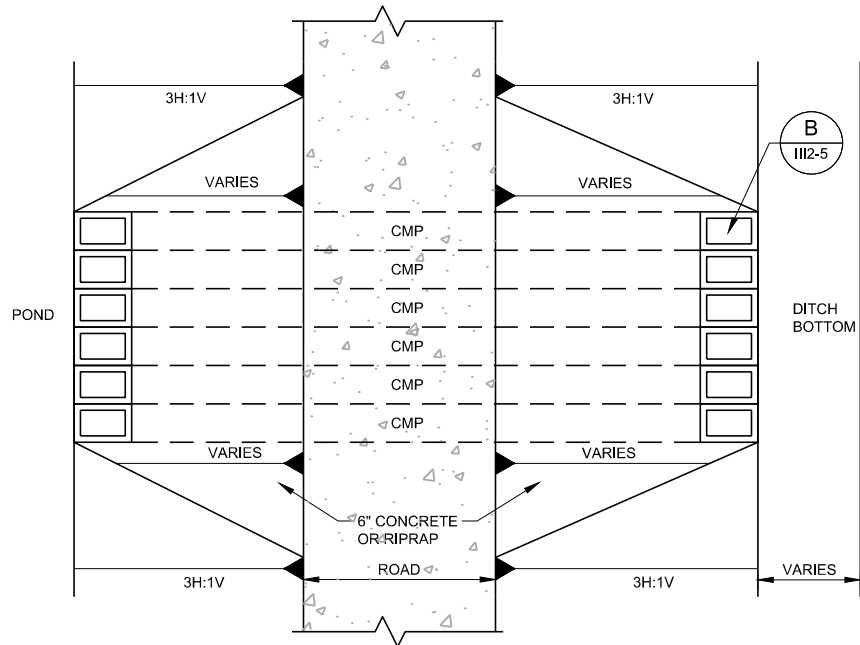 3H:1V
3H:1V
B
III2-5
VARIES
VARIES
CMP
CMP
CMP
CMP
CMP
CMP
POND
DITCH
BOTTOM
VARIES
VARIES
6" CONCRETE
OR RIPRAP
3H:1V
ROAD
3H:1V
VARIES